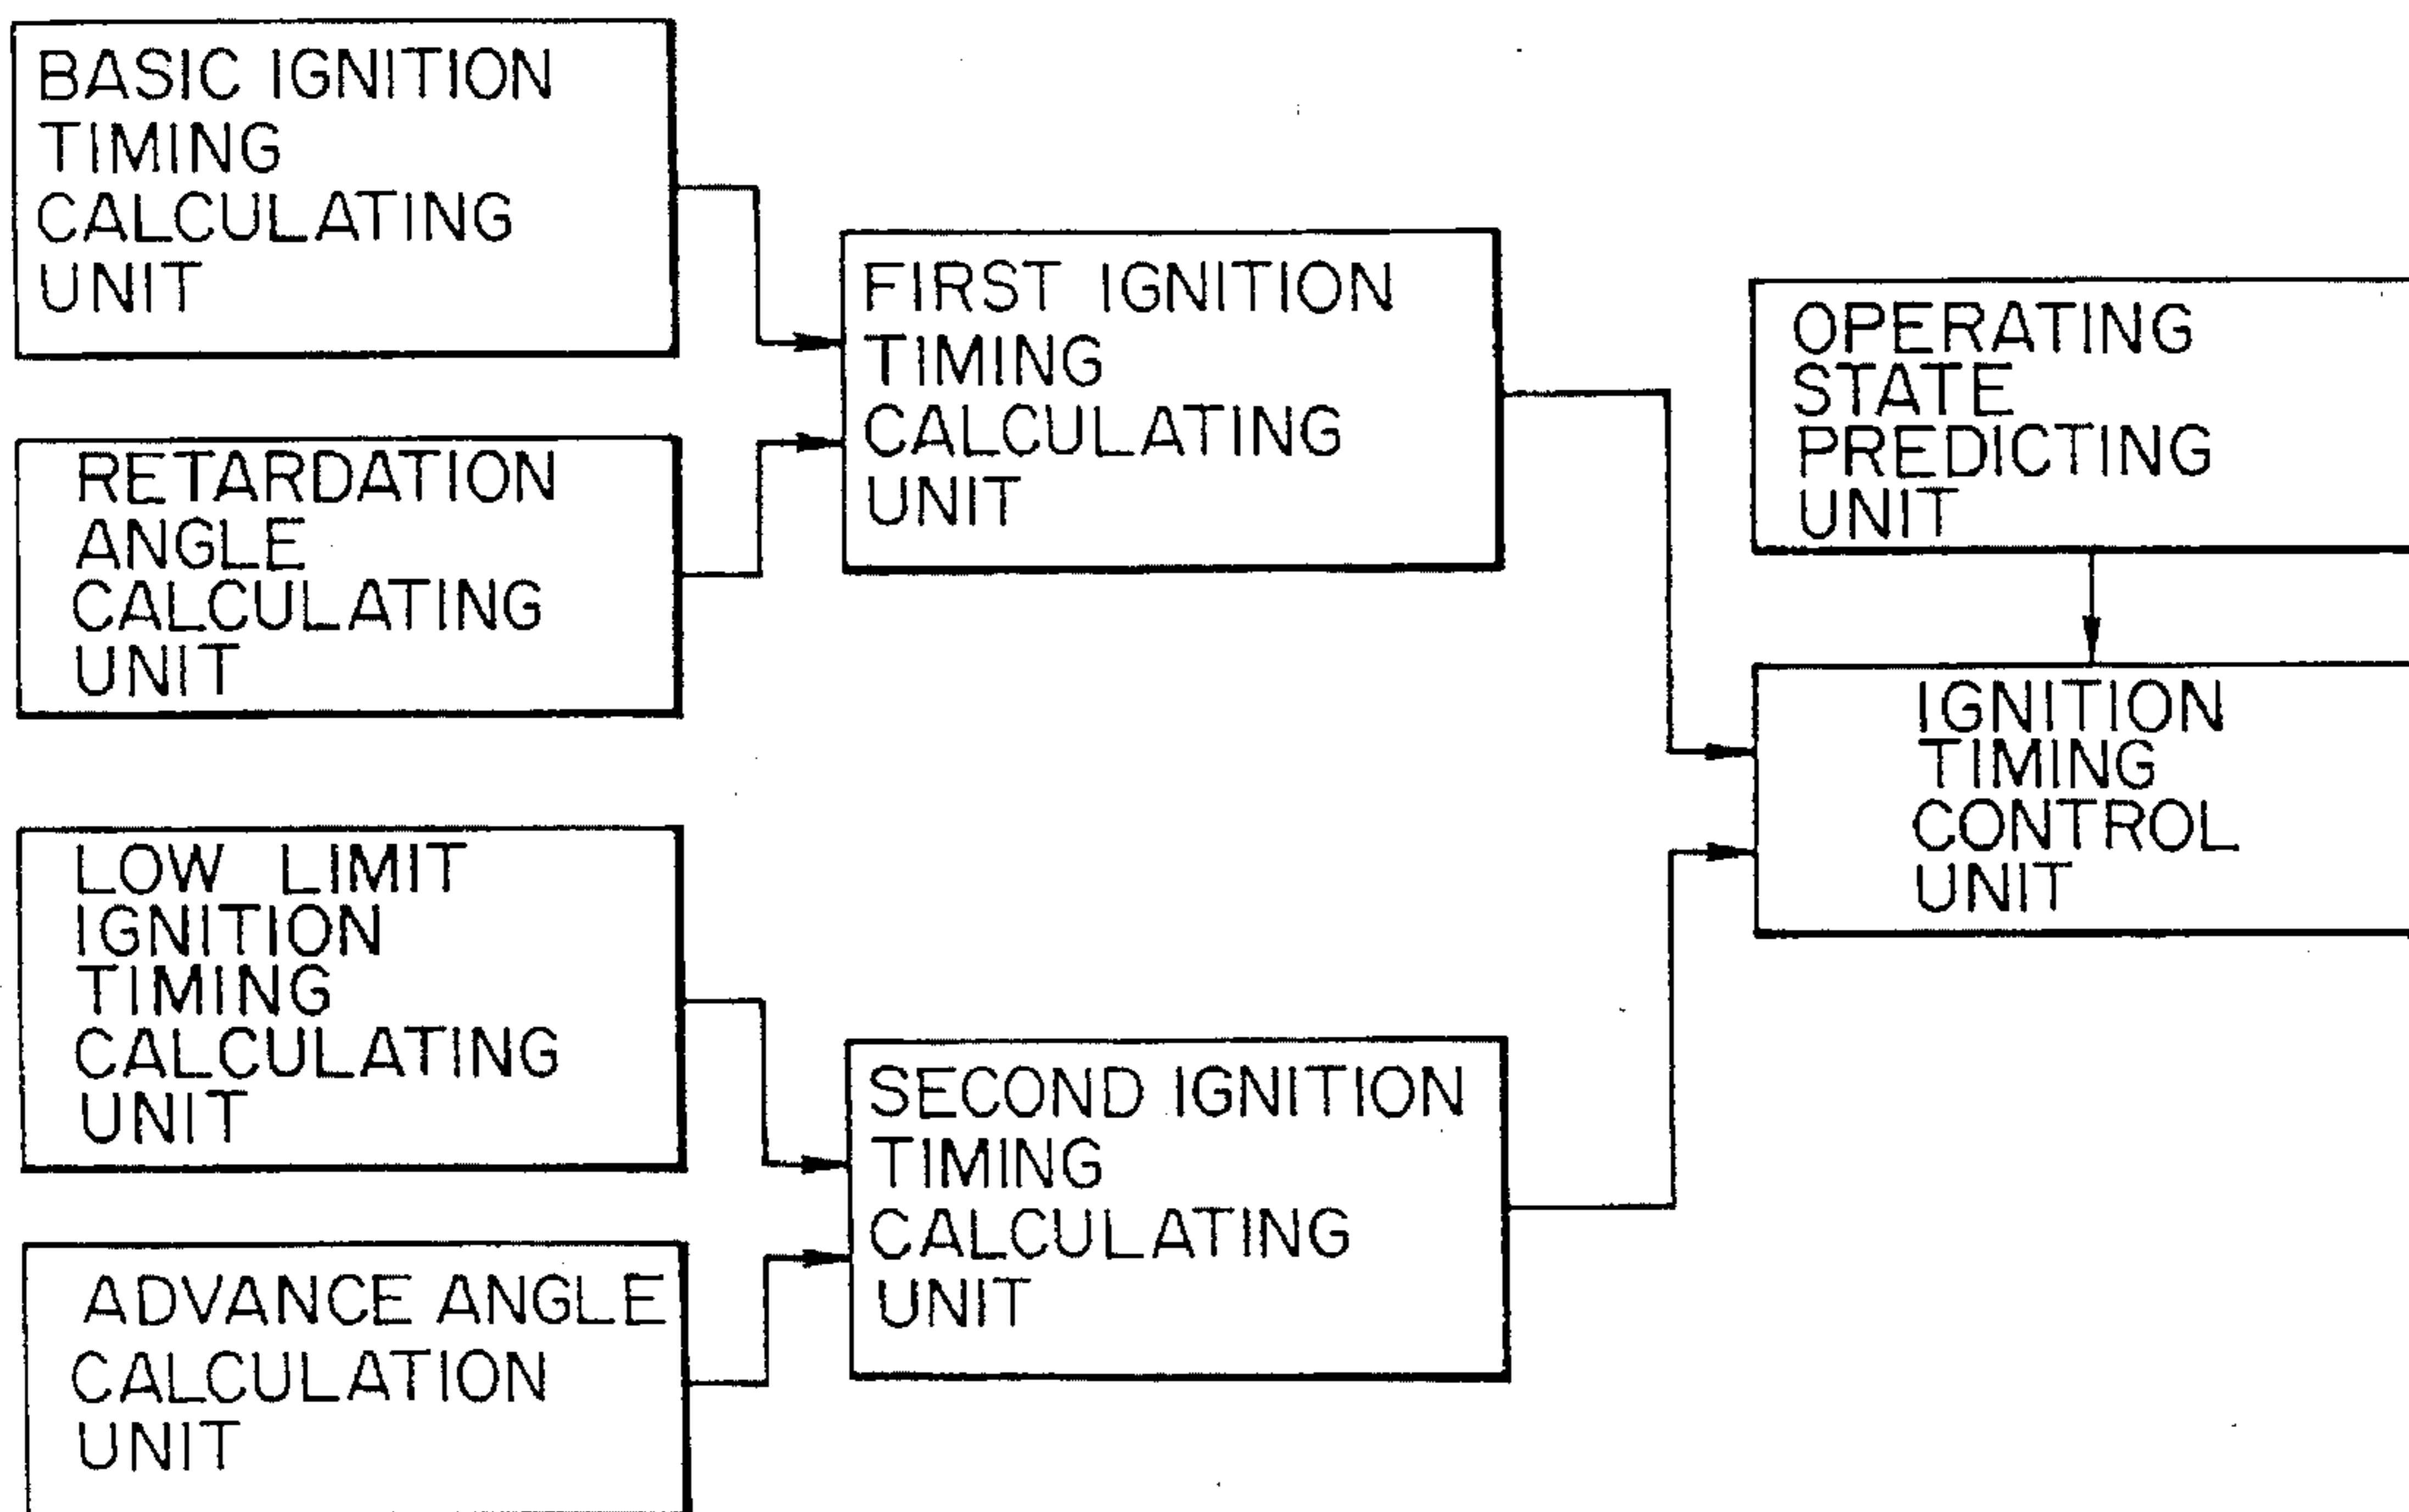 BASIC IGNITION
TIMING
CALCULATING
UNIT
RETARDATION
ANGLE
CALCULATING
UNIT
LOW LIMIT
IGNITION
TIMING
CALCULATING
UNIT
ADVANCE ANGLE
CALCULATION
UNIT
FIRST IGNITION
TIMING
CALCULATING
UNIT
SECOND IGNITION
TIMING
CALCULATING
UNIT
OPERATING
STATE
PREDICTING
UNIT
IGNITION
TIMING
CONTROL
UNIT